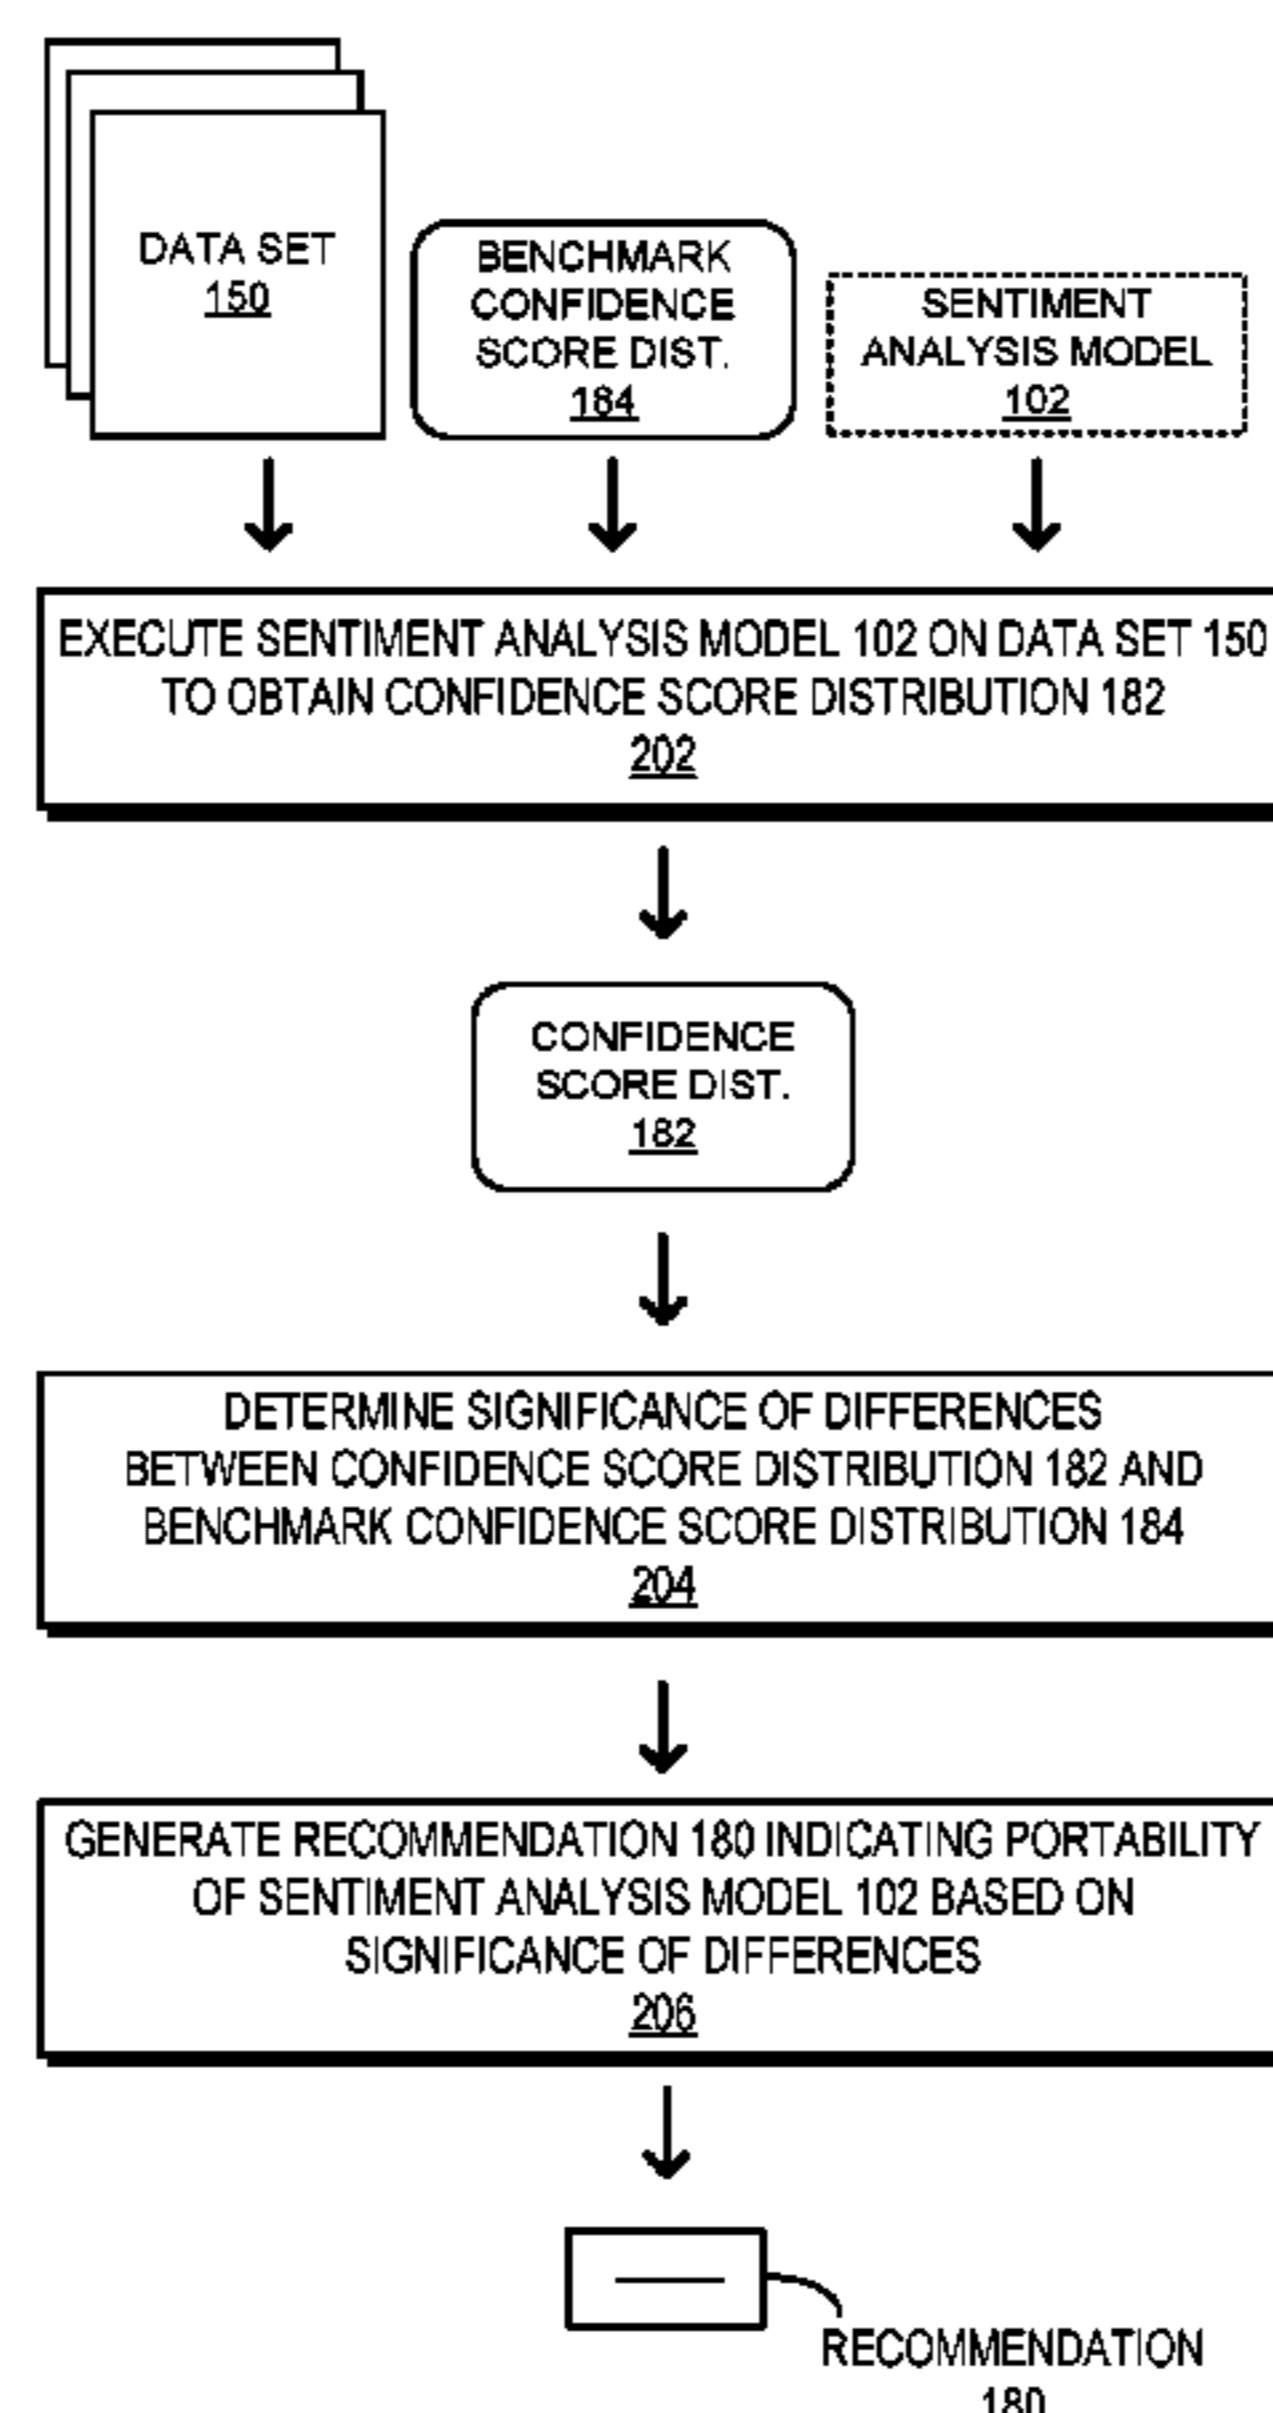 DATA SET
150
BENCHMARK
CONFIDENCE
SCORE DIST.
184
SENTIMENT
ANALYSIS MODEL
102
EXECUTE SENTIMENT ANALYSIS MODEL 102 ON DATA SET 150
TO OBTAIN CONFIDENCE SCORE DISTRIBUTION 182
202
CONFIDENCE
SCORE DIST.
182
DETERMINE SIGNIFICANCE OF DIFFERENCES
BETWEEN CONFIDENCE SCORE DISTRIBUTION 182 AND
BENCHMARK CONFIDENCE SCORE DISTRIBUTION 184
204
GENERATE RECOMMENDATION 180 INDICATING PORTABILITY
OF SENTIMENT ANALYSIS MODEL 102 BASED ON
SIGNIFICANCE OF DIFFERENCES
206
RECOMMENDATION
180